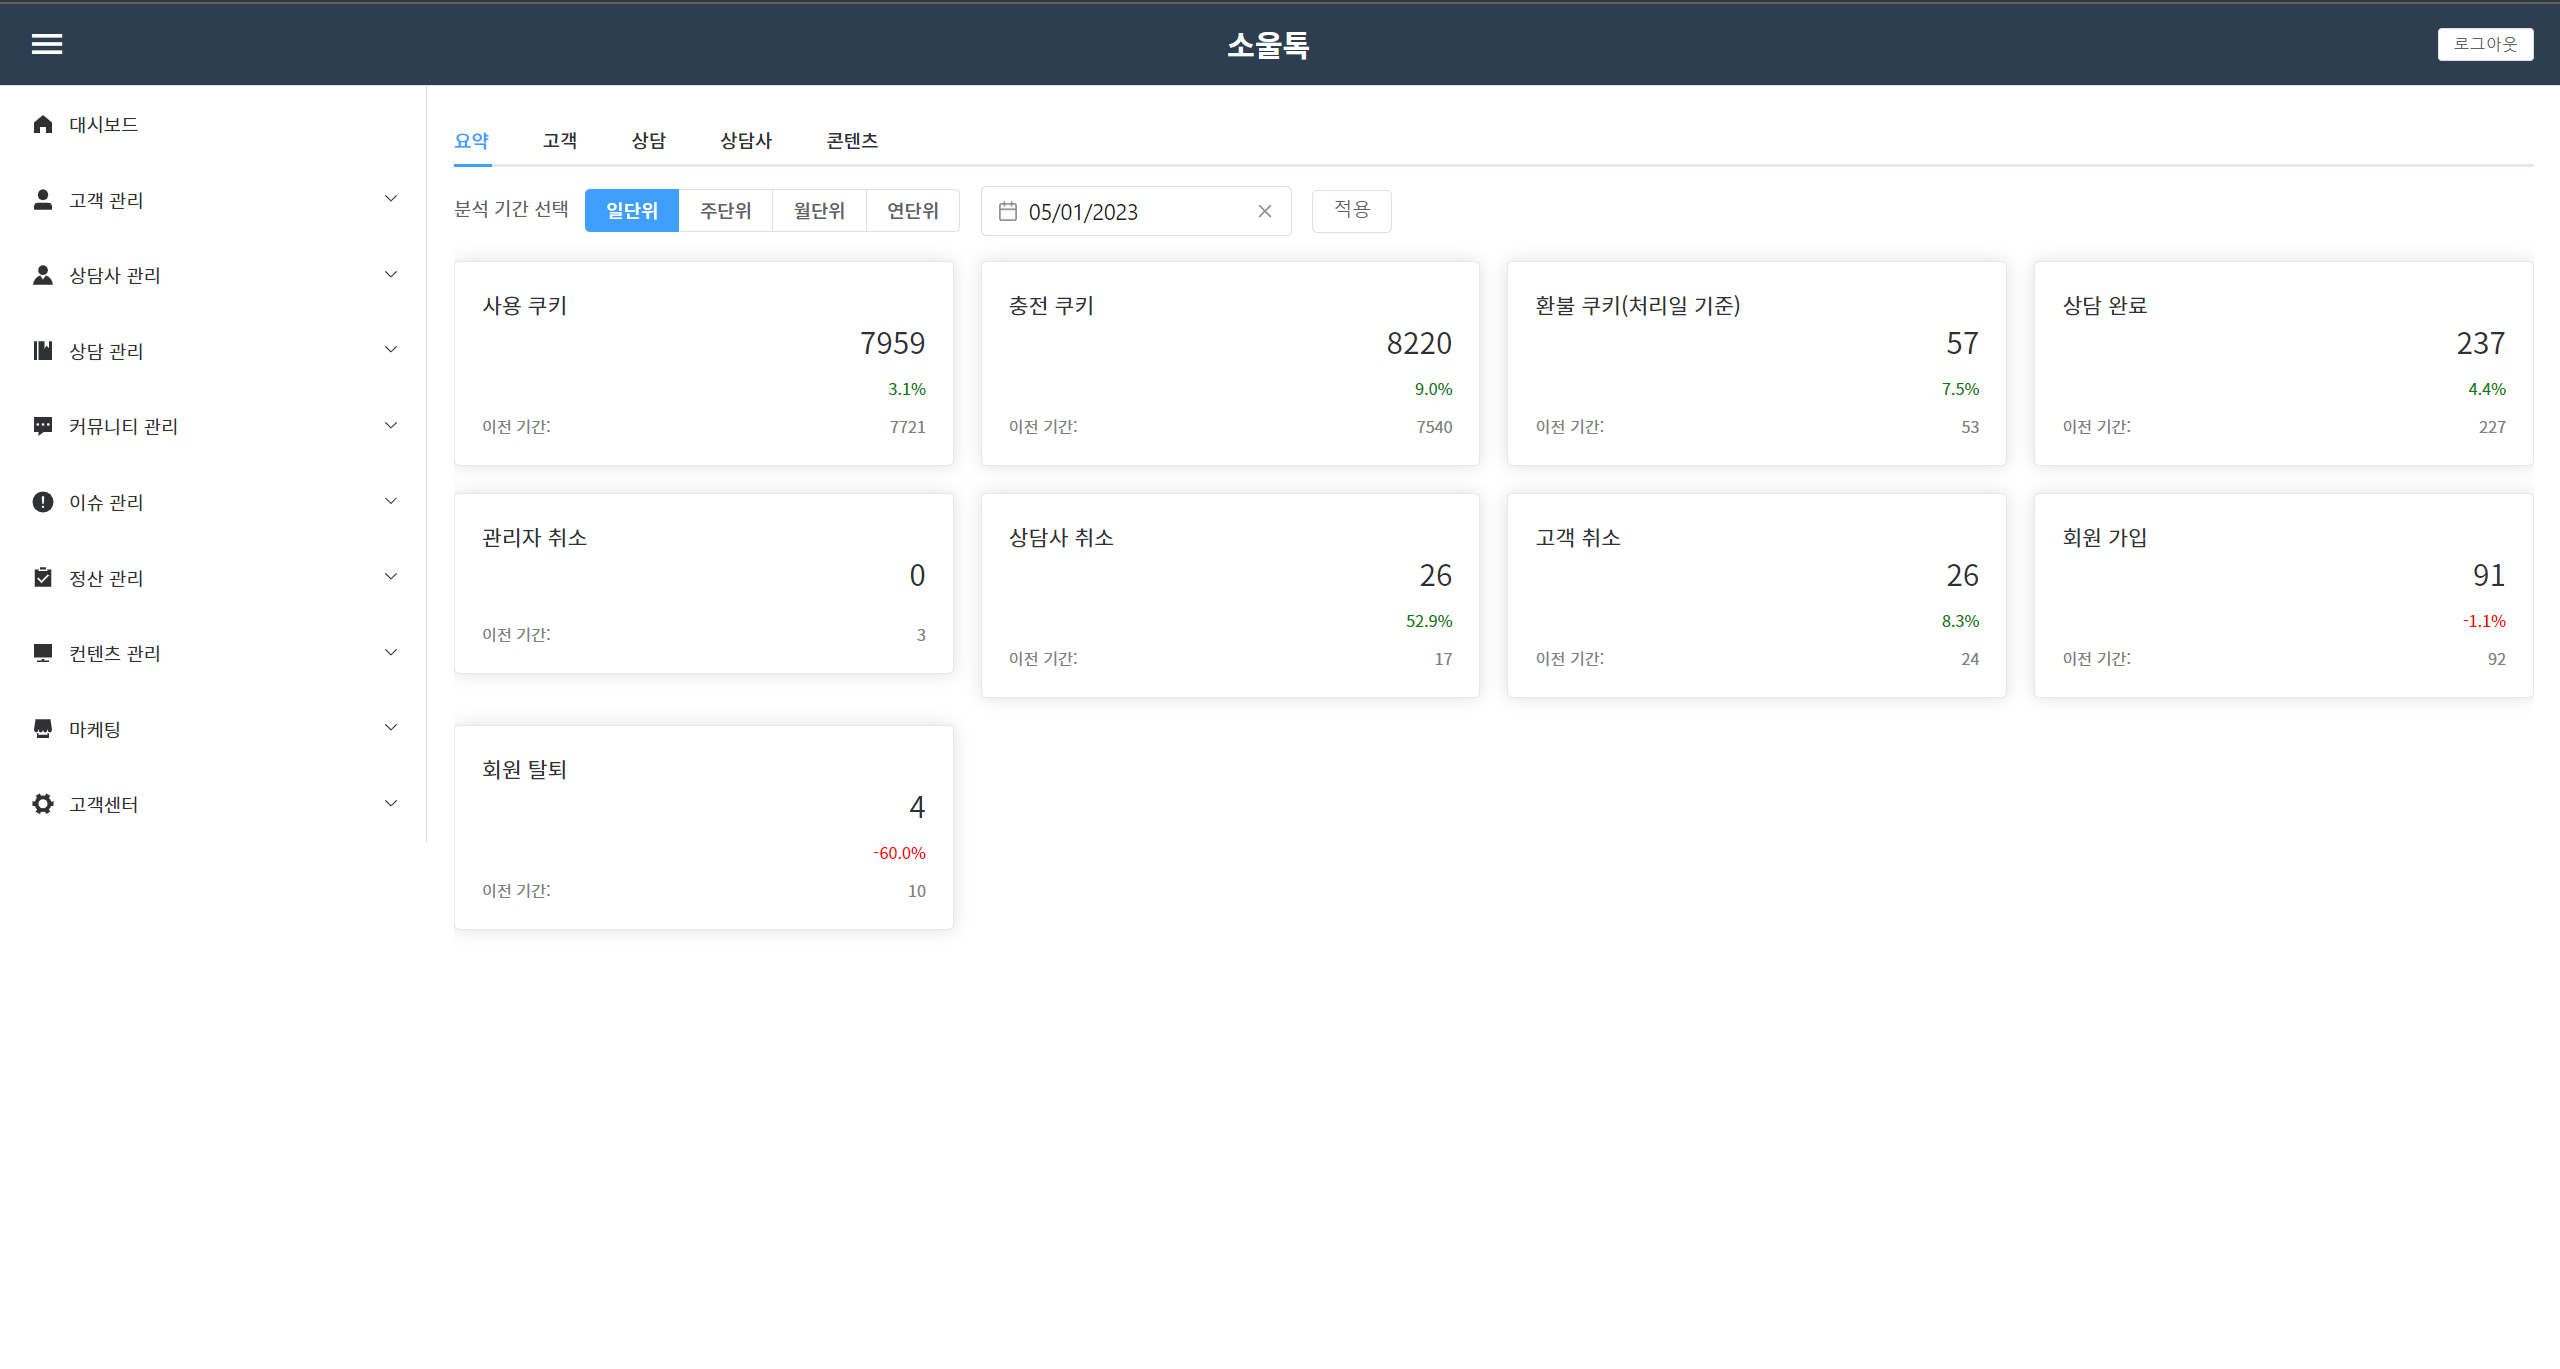 소울톡
로그아웃
대시보드
고객 관리
상담사 관리
상담 관리
커뮤니티 관리
이슈 관리
정산 관리
컨텐츠 관리
마케팅
고객센터
요약 고객 상담 상담사 콘텐츠
분석 기간 선택 일단위 주단위 월단위 연단위 05/01/2023 적용
사용 쿠키
7959
3.1%
이전 기간: 7721
충전 쿠키
8220
9.0%
이전 기간: 7540
환불 쿠키(처리일 기준)
57
7.5%
이전 기간: 53
상담 완료
237
4.4%
이전 기간: 227
관리자 취소
0
이전 기간: 3
상담사 취소
26
52.9%
이전 기간: 17
고객 취소
26
8.3%
이전 기간: 24
회원 가입
91
-1.1%
이전 기간: 92
회원 탈퇴
4
-60.0%
이전 기간: 10